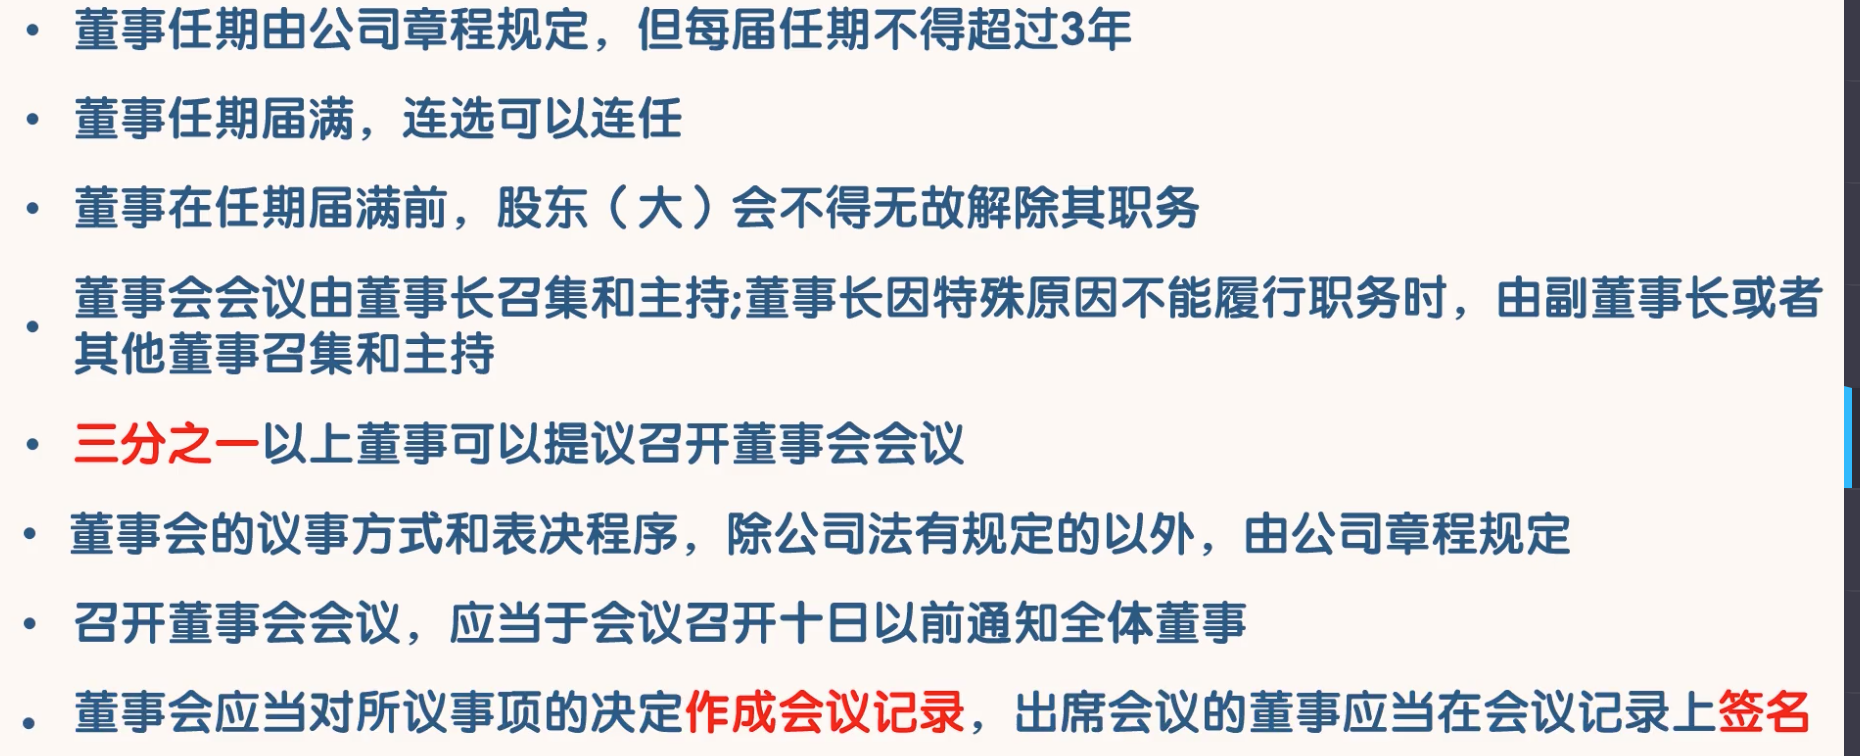 • 董事任期由公司章程规定，但每届任期不得超过3年
• 董事任期届满，连选可以连任
• 董事在任期届满前，股东（大）会不得无故解除其职务
• 董事会会议由董事长召集和主持;董事长因特殊原因不能履行职务时，由副董事长或者
其他董事召集和主持
• 三分之一以上董事可以提议召开董事会会议
• 董事会的议事方式和表决程序，除公司法有规定的以外，由公司章程规定
• 召开董事会会议，应当于会议召开十日以前通知全体董事
• 董事会应当对所议事项的决定作成会议记录，出席会议的董事应当在会议记录上签名